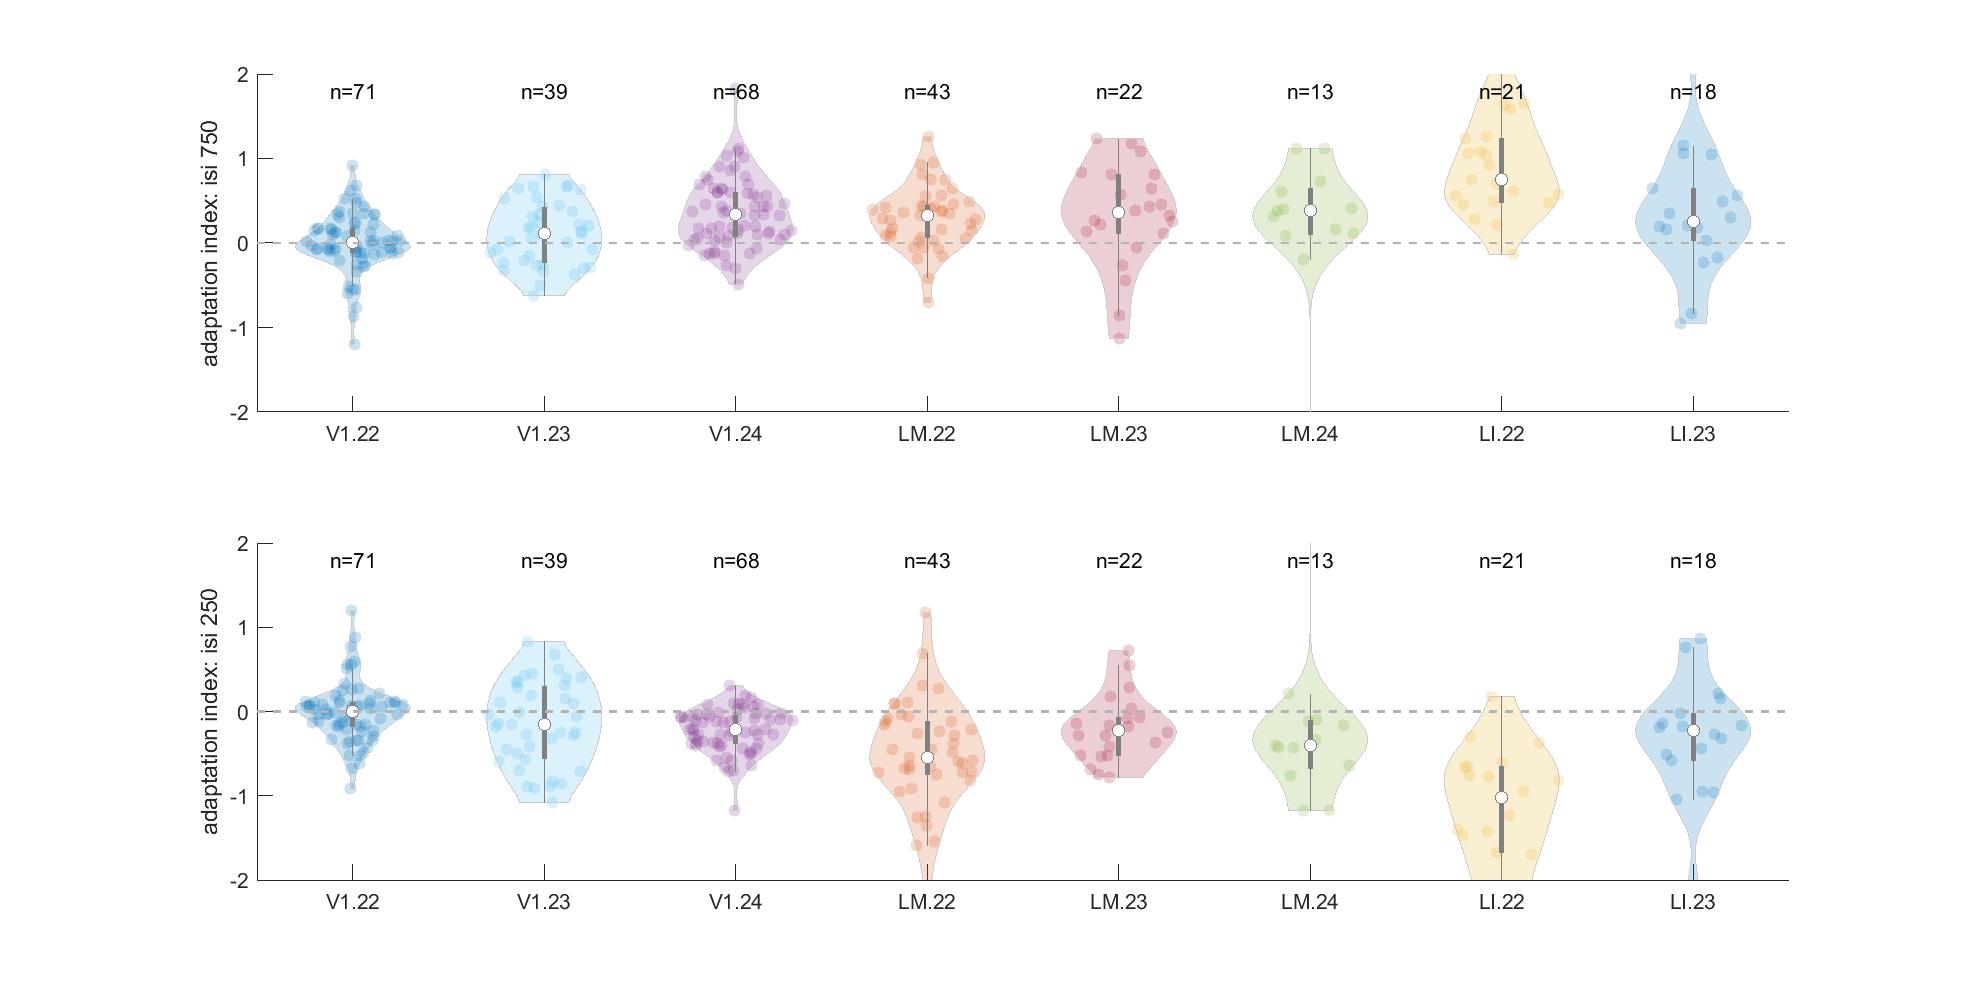 adaptation index: isi 750
2
1
0
-1
-2
n=71 n=39 n=68 n=43 n=22 n=13 n=21 n=18
V1.22 V1.23 V1.24 LM.22 LM.23 LM.24 LI.22 LI.23
adaptation index: isi 250
2
1
0
-1
-2
n=71 n=39 n=68 n=43 n=22 n=13 n=21 n=18
V1.22 V1.23 V1.24 LM.22 LM.23 LM.24 LI.22 LI.23